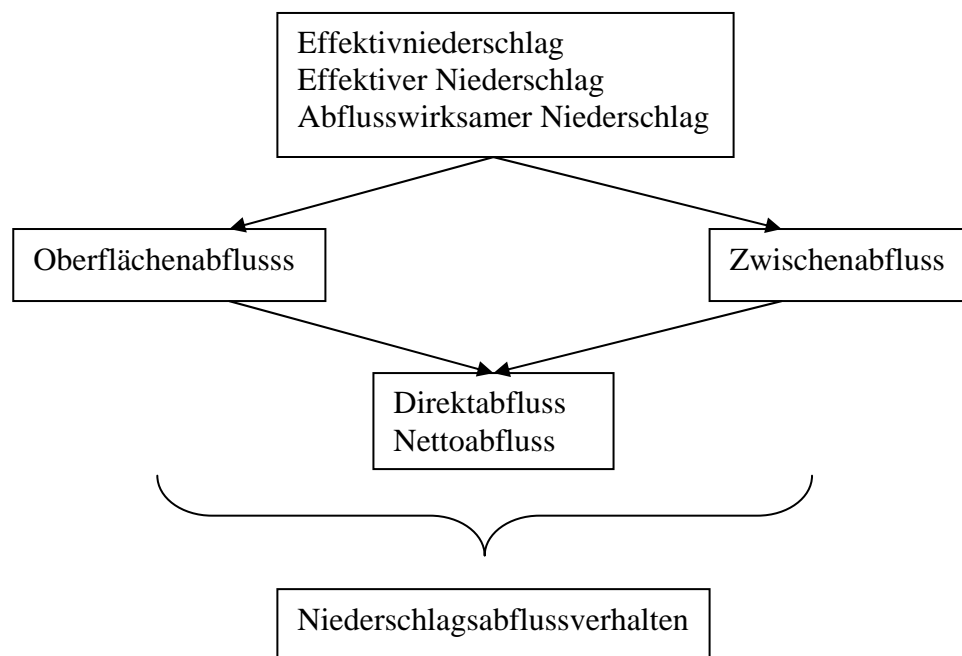 Effektivniederschlag
Effektiver Niederschlag
Abflusswirksamer Niederschlag
Oberflächenabflusss
Zwischenabfluss
Direktabfluss
Nettoabfluss
Niederschlagsabflussverhalten